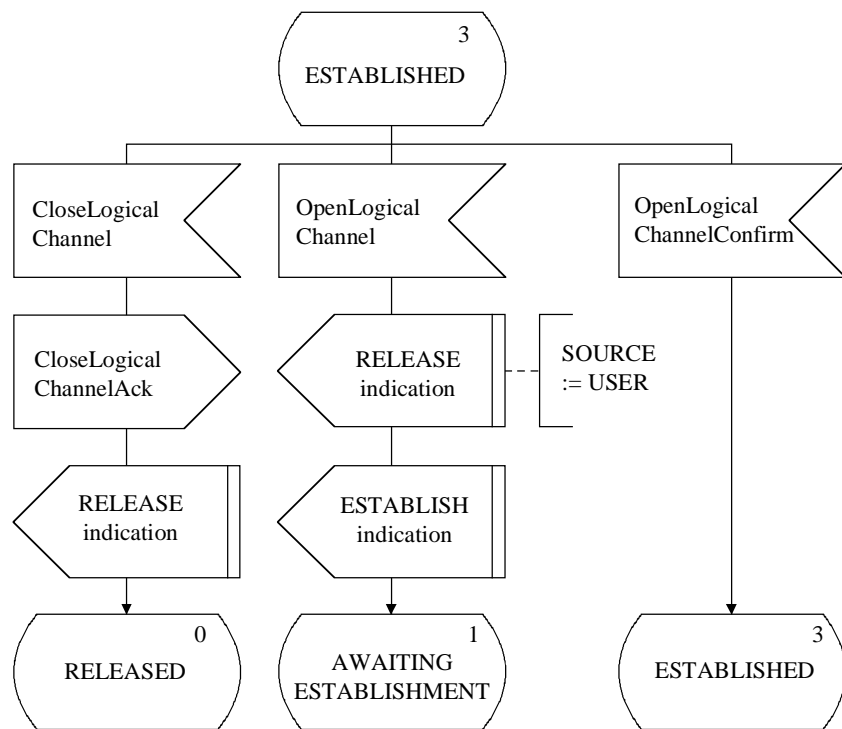 3
ESTABLISHED
CloseLogical
Channel
OpenLogical
Channel
OpenLogical
ChannelConfirm
CloseLogical
ChannelAck
RELEASE
indication
SOURCE
:= USER
RELEASE
indication
ESTABLISH
indication
0
RELEASED
1
AWAITING
ESTABLISHMENT
3
ESTABLISHED